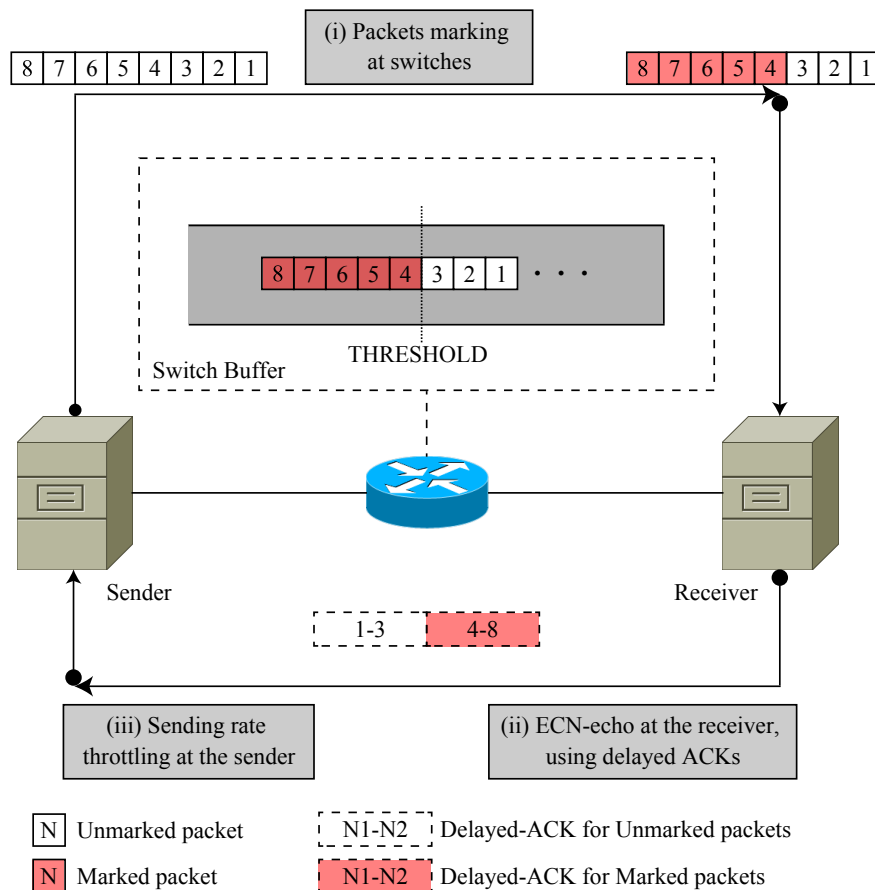 (i) Packets marking
at switches
8 7 6 5 4 3 2 1
8 7 6 5 4 3 2 1
8 7 6 5 4 3 2 1 . . .
THRESHOLD
Switch Buffer
Sender
Receiver
1-3 4-8
(iii) Sending rate
throttling at the sender
(ii) ECN-echo at the receiver,
using delayed ACKs
N Unmarked packet
N1-N2 Delayed-ACK for Unmarked packets
N Marked packet
N1-N2 Delayed-ACK for Marked packets